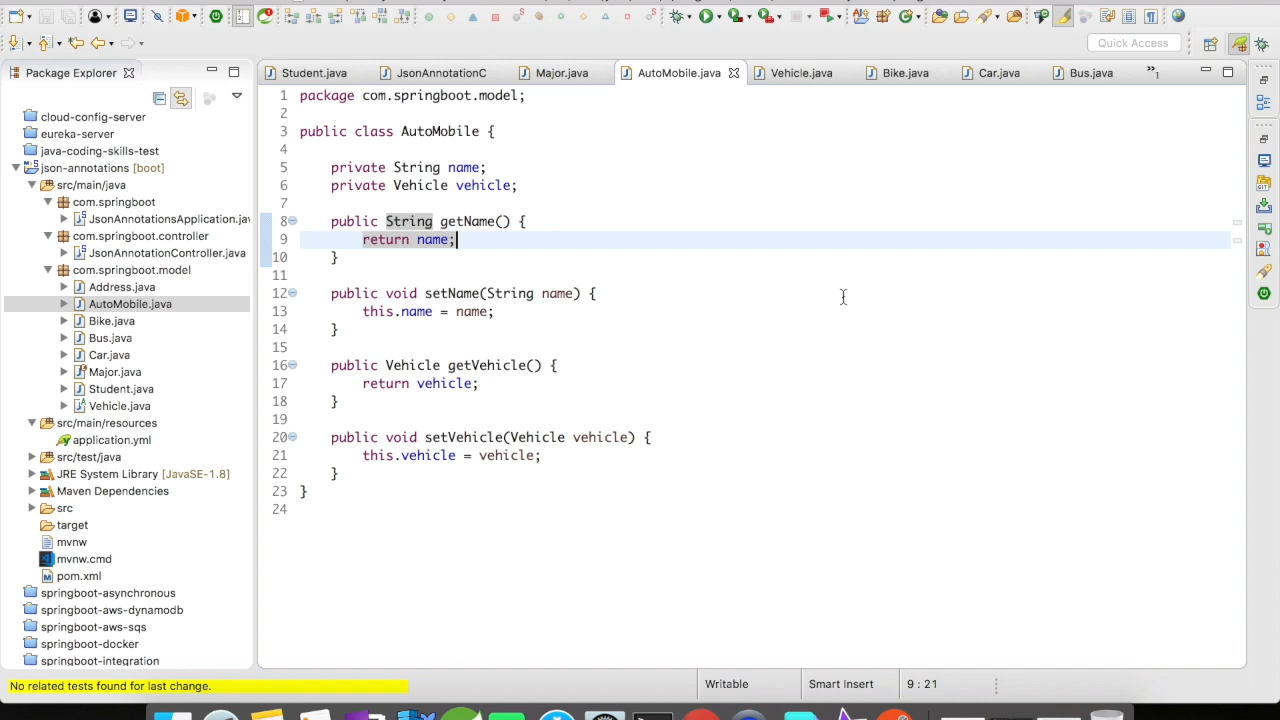 Quick Access
Package Explorer
Student.java
JsonAnnotationC
Major.java
AutoMobile.java
Vehicle.java
Bike.java
Car.java
Bus.java
»1
cloud-config-server
eureka-server
java-coding-skills-test
json-annotations [boot]
src/main/java
com.springboot
JsonAnnotationsApplication.jav
com.springboot.controller
JsonAnnotationController.java
com.springboot.model
Address.java
AutoMobile.java
Bike.java
Bus.java
Car.java
Major.java
Student.java
Vehicle.java
src/main/resources
application.yml
src/test/java
JRE System Library [JavaSE-1.8]
Maven Dependencies
src
target
mvnw
mvnw.cmd
pom.xml
springboot-asynchronous
springboot-aws-dynamodb
springboot-aws-sqs
springboot-docker
springboot-integration
1 package com.springboot.model;
2
3 public class AutoMobile {
4
5 private String name;
6 private Vehicle vehicle;
7
8 public String getName() {
9 return name;
10 }
11
12 public void setName(String name) {
13 this.name = name;
14 }
15
16 public Vehicle getVehicle() {
17 return vehicle;
18 }
19
20 public void setVehicle(Vehicle vehicle) {
21 this.vehicle = vehicle;
22 }
23 }
24
No related tests found for last change.
Writable
Smart Insert
9 : 21